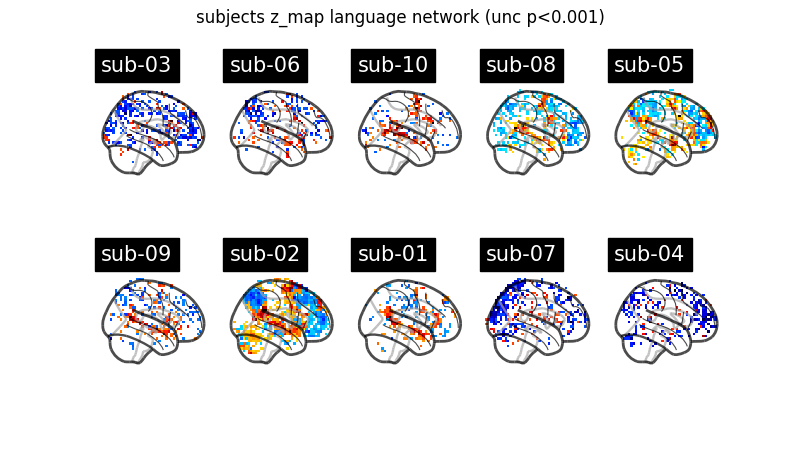 subjects z_map language network (unc p<0.001)
sub-03 sub-06 sub-10 sub-08 sub-05
sub-09 sub-02 sub-01 sub-07 sub-04